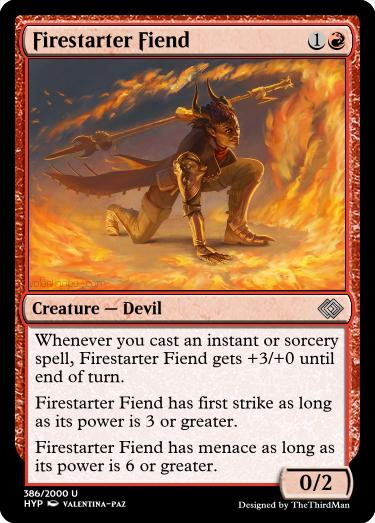 Firestarter Fiend
1
Creature — Devil
Whenever you cast an instant or sorcery
spell, Firestarter Fiend gets +3/+0 until
end of turn.
Firestarter Fiend has first strike as long
as its power is 3 or greater.
Firestarter Fiend has menace as long as
its power is 6 or greater.
0/2
386/2000 U
HYP VALENTINA-PAZ
Designed by TheThirdMan